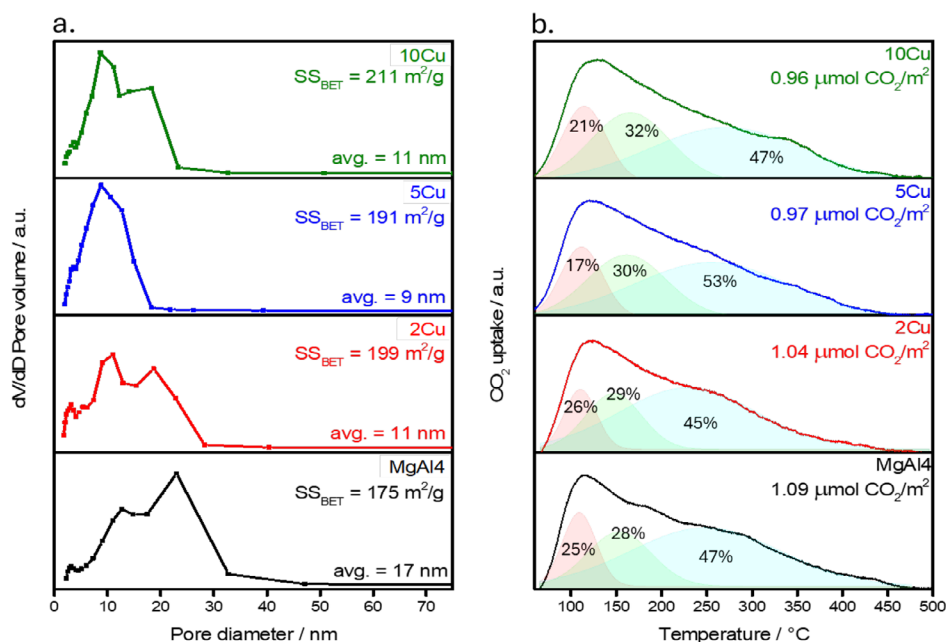 a.
dV/dD Pore volume / a.u.
10Cu
SS_BET = 211 m²/g
avg. = 11 nm
5Cu
SS_BET = 191 m²/g
avg. = 9 nm
2Cu
SS_BET = 199 m²/g
avg. = 11 nm
MgAl4
SS_BET = 175 m²/g
avg. = 17 nm
0 10 20 30 40 50 60 70
Pore diameter / nm
b.
CO₂ uptake / a.u.
10Cu
0.96 μmol CO₂/m²
21%
32%
47%
5Cu
0.97 μmol CO₂/m²
17%
30%
53%
2Cu
1.04 μmol CO₂/m²
26%
29%
45%
MgAl4
1.09 μmol CO₂/m²
25%
28%
47%
100 150 200 250 300 350 400 450 500
Temperature / °C